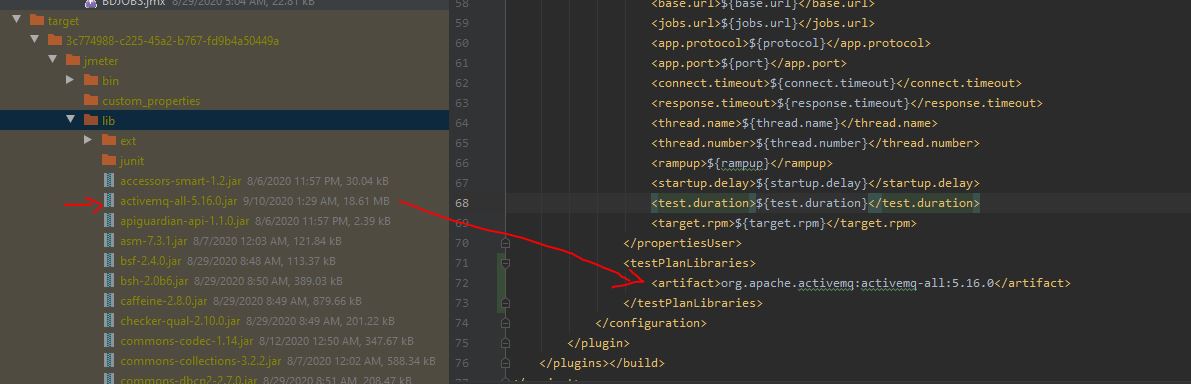 BDJOBS.jmx 8/29/2020 5:04 AM, 22.81 kB
target
3c774988-c225-45a2-b767-fd9b4a50449a
jmeter
bin
custom_properties
lib
ext
junit
accessors-smart-1.2.jar 8/6/2020 11:57 PM, 30.04 kB
activemq-all-5.16.0.jar 9/10/2020 1:29 AM, 18.61 MB
apiguardian-api-1.1.0.jar 8/6/2020 11:57 PM, 2.39 kB
asm-7.3.1.jar 8/7/2020 12:03 AM, 121.84 kB
bsf-2.4.0.jar 8/29/2020 8:48 AM, 113.37 kB
bsh-2.0b6.jar 8/29/2020 8:50 AM, 389.03 kB
caffeine-2.8.0.jar 8/29/2020 8:49 AM, 879.66 kB
checker-qual-2.10.0.jar 8/29/2020 8:49 AM, 201.22 kB
commons-codec-1.14.jar 8/12/2020 12:50 AM, 347.67 kB
commons-collections-3.2.2.jar 8/7/2020 12:02 AM, 588.34 kB
commons-dbcp2-2.7.0.jar 8/29/2020 8:51 AM, 208.47 kB
58 <base.url>${base.url}</base.url>
59 <jobs.url>${jobs.url}</jobs.url>
60 <app.protocol>${protocol}</app.protocol>
61 <app.port>${port}</app.port>
62 <connect.timeout>${connect.timeout}</connect.timeout>
63 <response.timeout>${response.timeout}</response.timeout>
64 <thread.name>${thread.name}</thread.name>
65 <thread.number>${thread.number}</thread.number>
66 <rampup>${rampup}</rampup>
67 <startup.delay>${startup.delay}</startup.delay>
68 <test.duration>${test.duration}</test.duration>
69 <target.rpm>${target.rpm}</target.rpm>
70 </propertiesUser>
71 <testPlanLibraries>
72 <artifact>org.apache.activemq:activemq-all:5.16.0</artifact>
73 </testPlanLibraries>
74 </configuration>
75 </plugin>
76 </plugins></build>